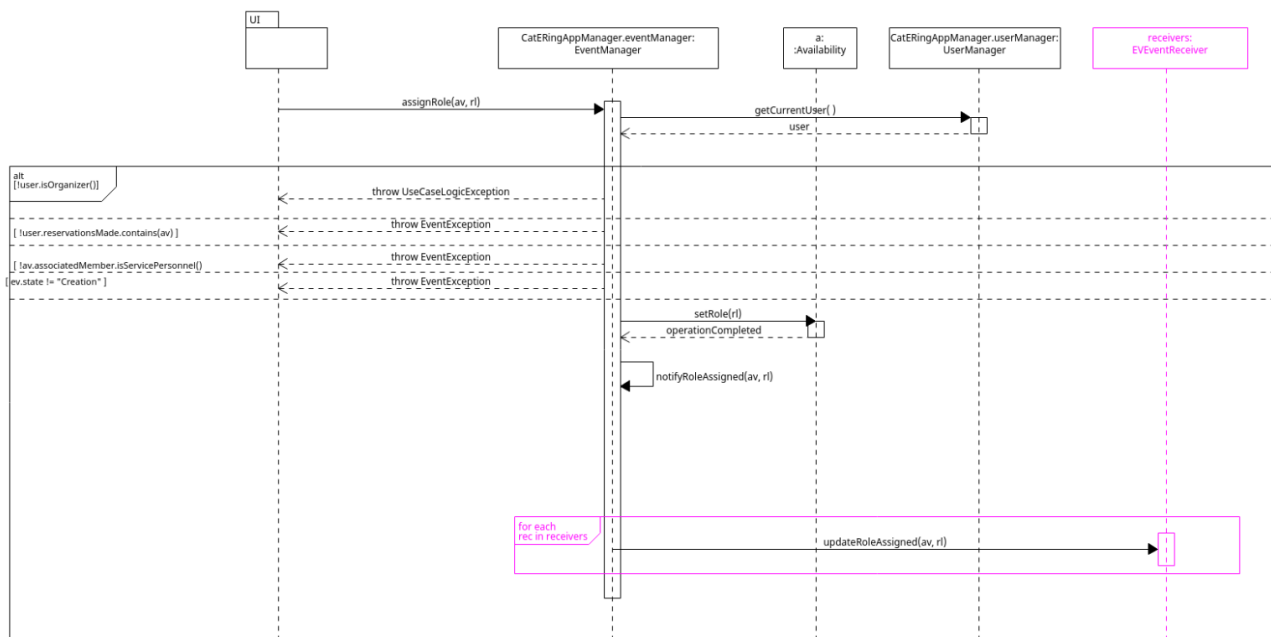 UI
CatERingAppManager.eventManager:
EventManager
a:
:Availability
CatERingAppManager.userManager:
UserManager
receivers:
EVEventReceiver
assignRole(av, rl)
getCurrentUser( )
user
alt
[!user.isOrganizer()]
throw UseCaseLogicException
throw EventException
[ !user.reservationsMade.contains(av) ]
throw EventException
[ !av.associatedMember.isServicePersonnel()
throw EventException
[ ev.state != "Creation" ]
setRole(rl)
operationCompleted
notifyRoleAssigned(av, rl)
for each
rec in receivers
updateRoleAssigned(av, rl)